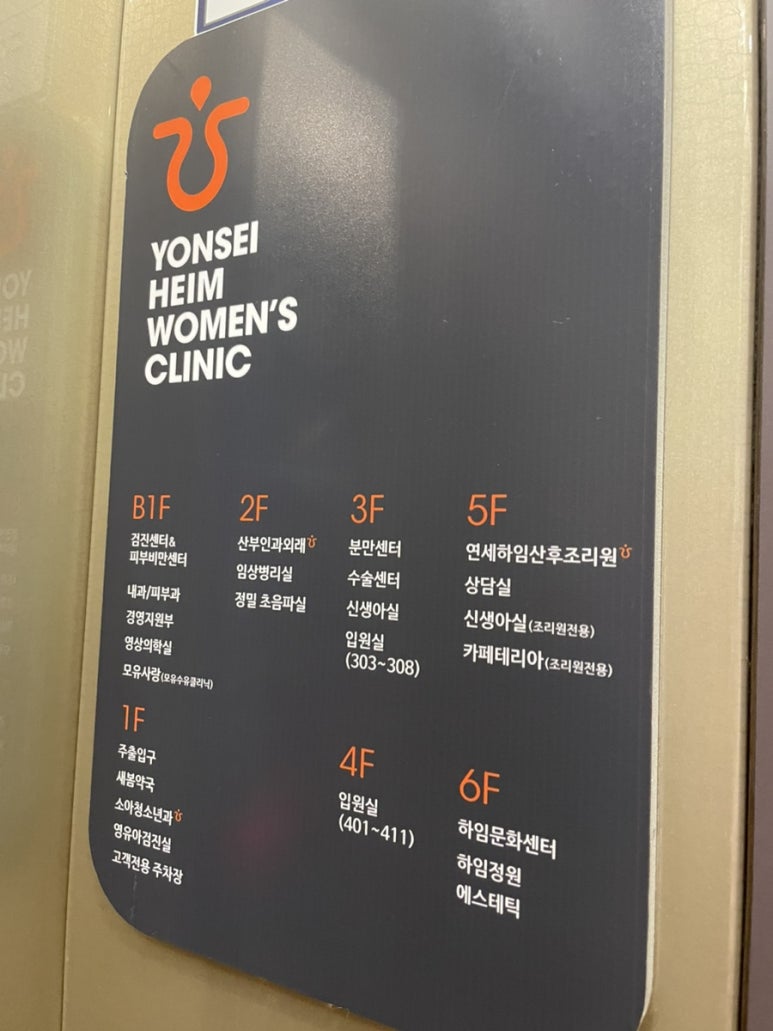 YONSEI
HEIM
WOMEN'S
CLINIC
B1F
검진센터&
피부비만센터
내과/피부과
경영지원부
영상의학실
모유사랑(모유수유클리닉)
1F
주출입구
새봄약국
소아청소년과
영유아검진실
고객전용 주차장
2F
산부인과외래
임상병리실
정밀 초음파실
3F
분만센터
수술센터
신생아실
입원실
(303~308)
4F
입원실
(401~411)
5F
연세하임산후조리원
상담실
신생아실(조리원전용)
카페테리아(조리원전용)
6F
하임문화센터
하임정원
에스테틱